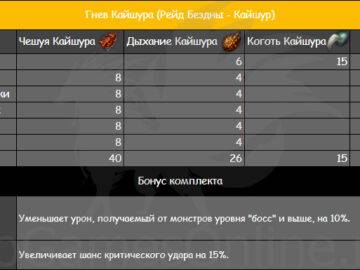 Гнев Кайшура (Рейд Бездны - Кайшур)
Чешуя Кайшура Дыхание Кайшура Коготь Кайшура
6 15
8 4
ки 8 4
8 4
8 4
8 4
40 26 15
Бонус комплекта
Уменьшает урон, получаемый от монстров уровня "босс" и выше, на 10%.
Увеличивает шанс критического удара на 15%.